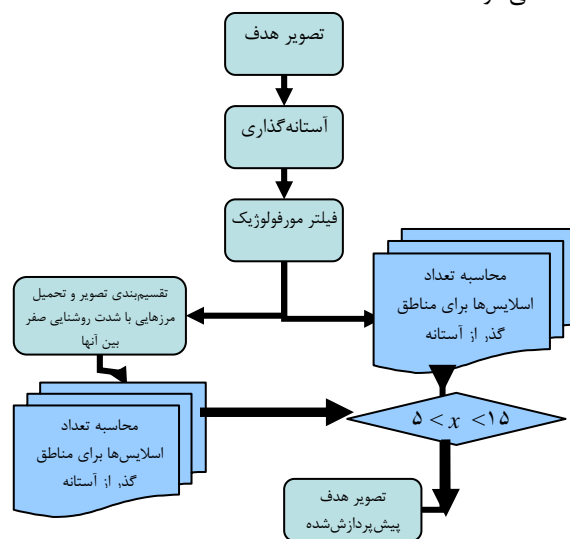 تصویر هدف
آستانه‌گذاری
فیلتر مورفولوژیک
محاسبه تعداد
اسلایس‌ها برای مناطق
گذر از آستانه
تقسیم‌بندی تصویر و تحمیل
مرزهایی با شدت روشنایی صفر
بین آنها
محاسبه تعداد
اسلایس‌ها برای مناطق
گذر از آستانه
۵ < x < ۱۵
تصویر هدف
پیش‌پردازش‌شده